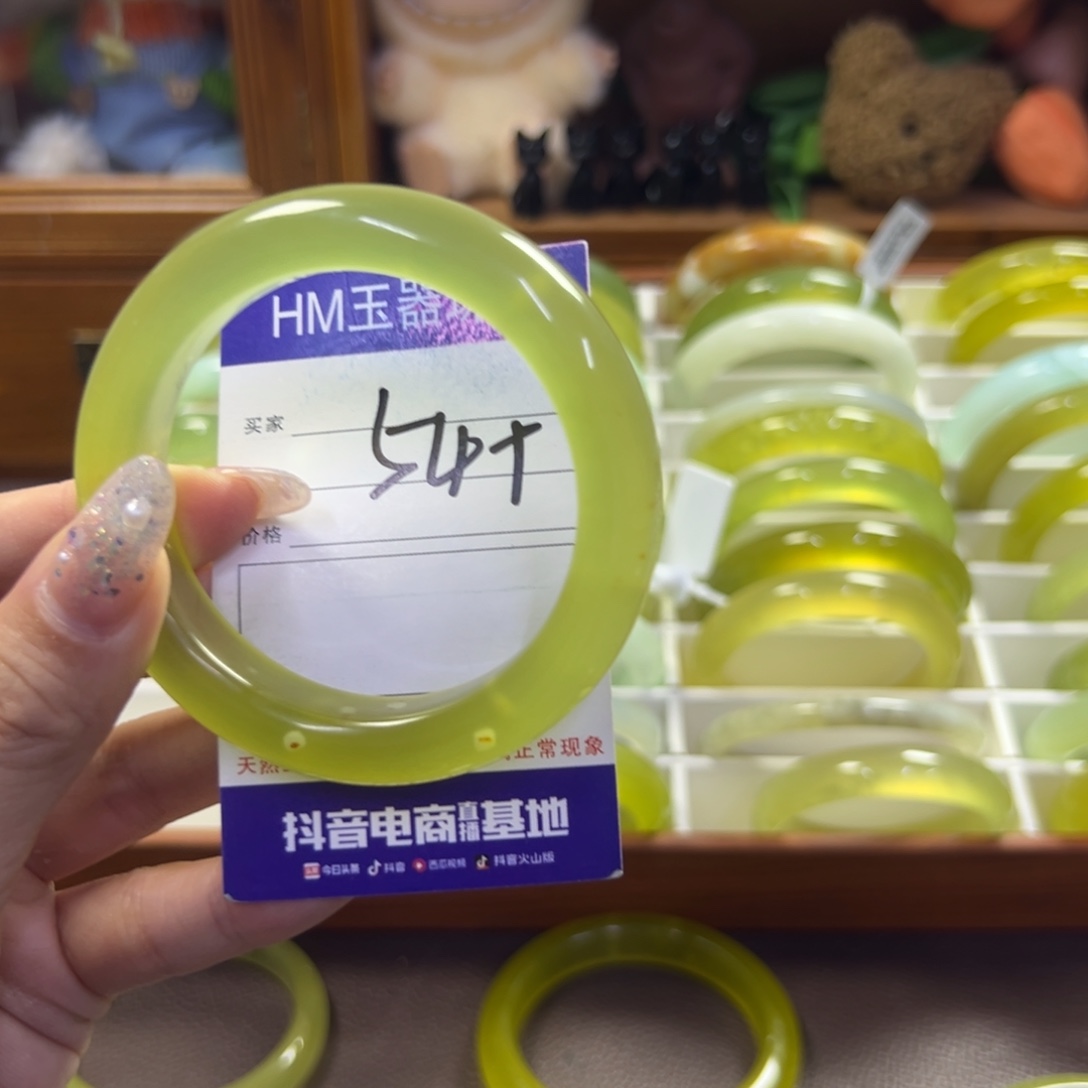 HM玉器
买家
54+
价格
天然
正常现象
抖音电商直播基地
今日头条 抖音 西瓜视频 抖音火山版